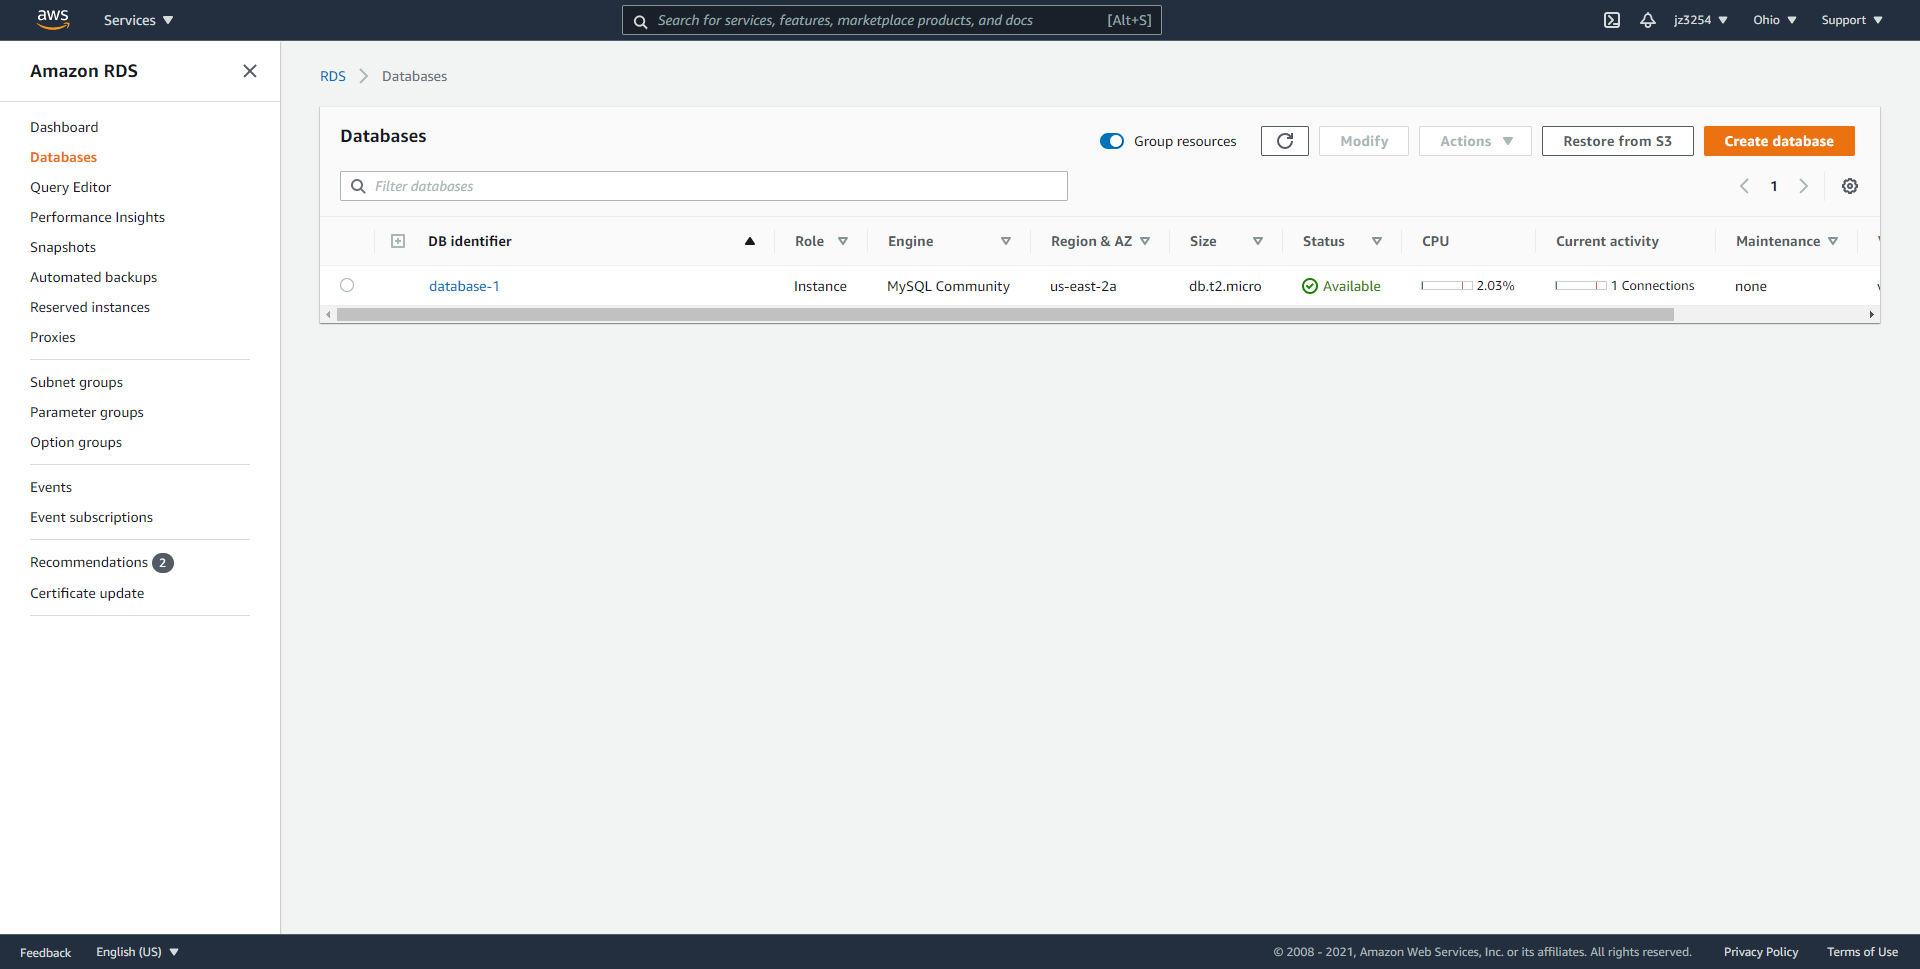 aws Services Search for services, features, marketplace products, and docs [Alt+S] jz3254 Ohio Support
Amazon RDS
Dashboard
Databases
Query Editor
Performance Insights
Snapshots
Automated backups
Reserved instances
Proxies
Subnet groups
Parameter groups
Option groups
Events
Event subscriptions
Recommendations 2
Certificate update
RDS Databases
Databases Group resources Modify Actions Restore from S3 Create database
Filter databases 1
DB identifier Role Engine Region & AZ Size Status CPU Current activity Maintenance
database-1 Instance MySQL Community us-east-2a db.t2.micro Available 2.03% 1 Connections none
Feedback English (US) © 2008 - 2021, Amazon Web Services, Inc. or its affiliates. All rights reserved. Privacy Policy Terms of Use